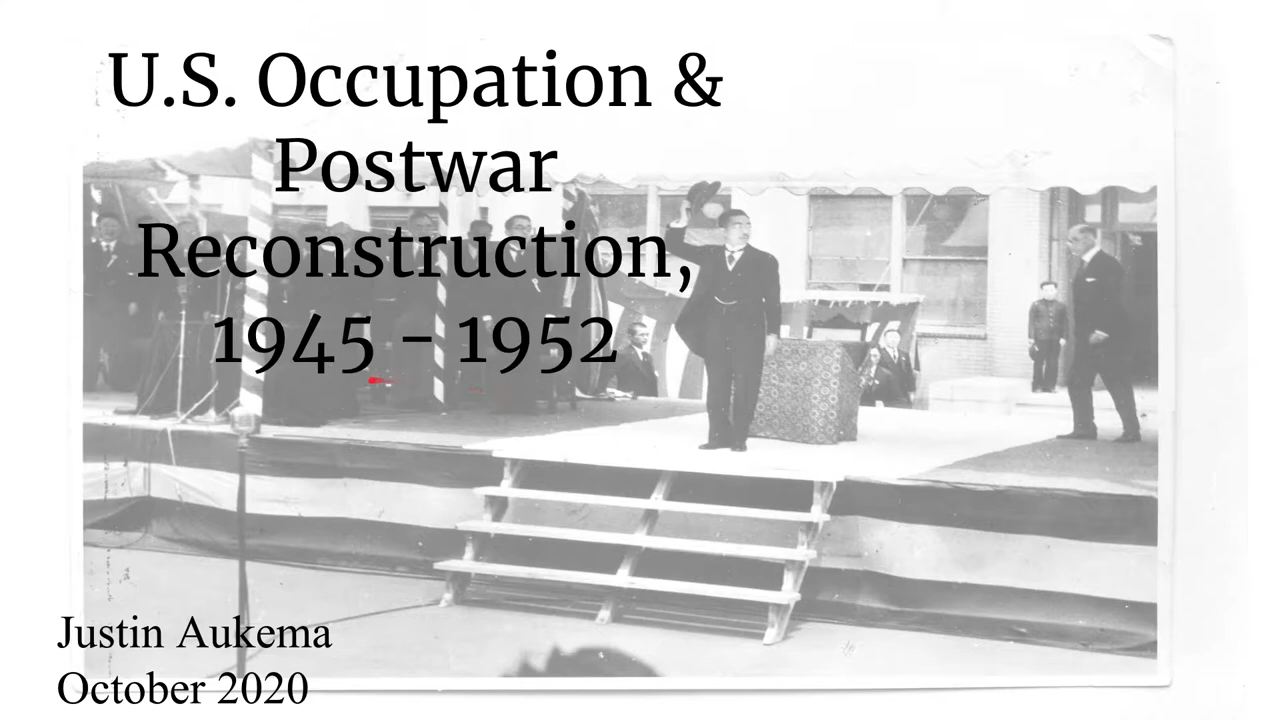 U.S. Occupation &
Postwar
Reconstruction,
1945 - 1952
Justin Aukema
October 2020